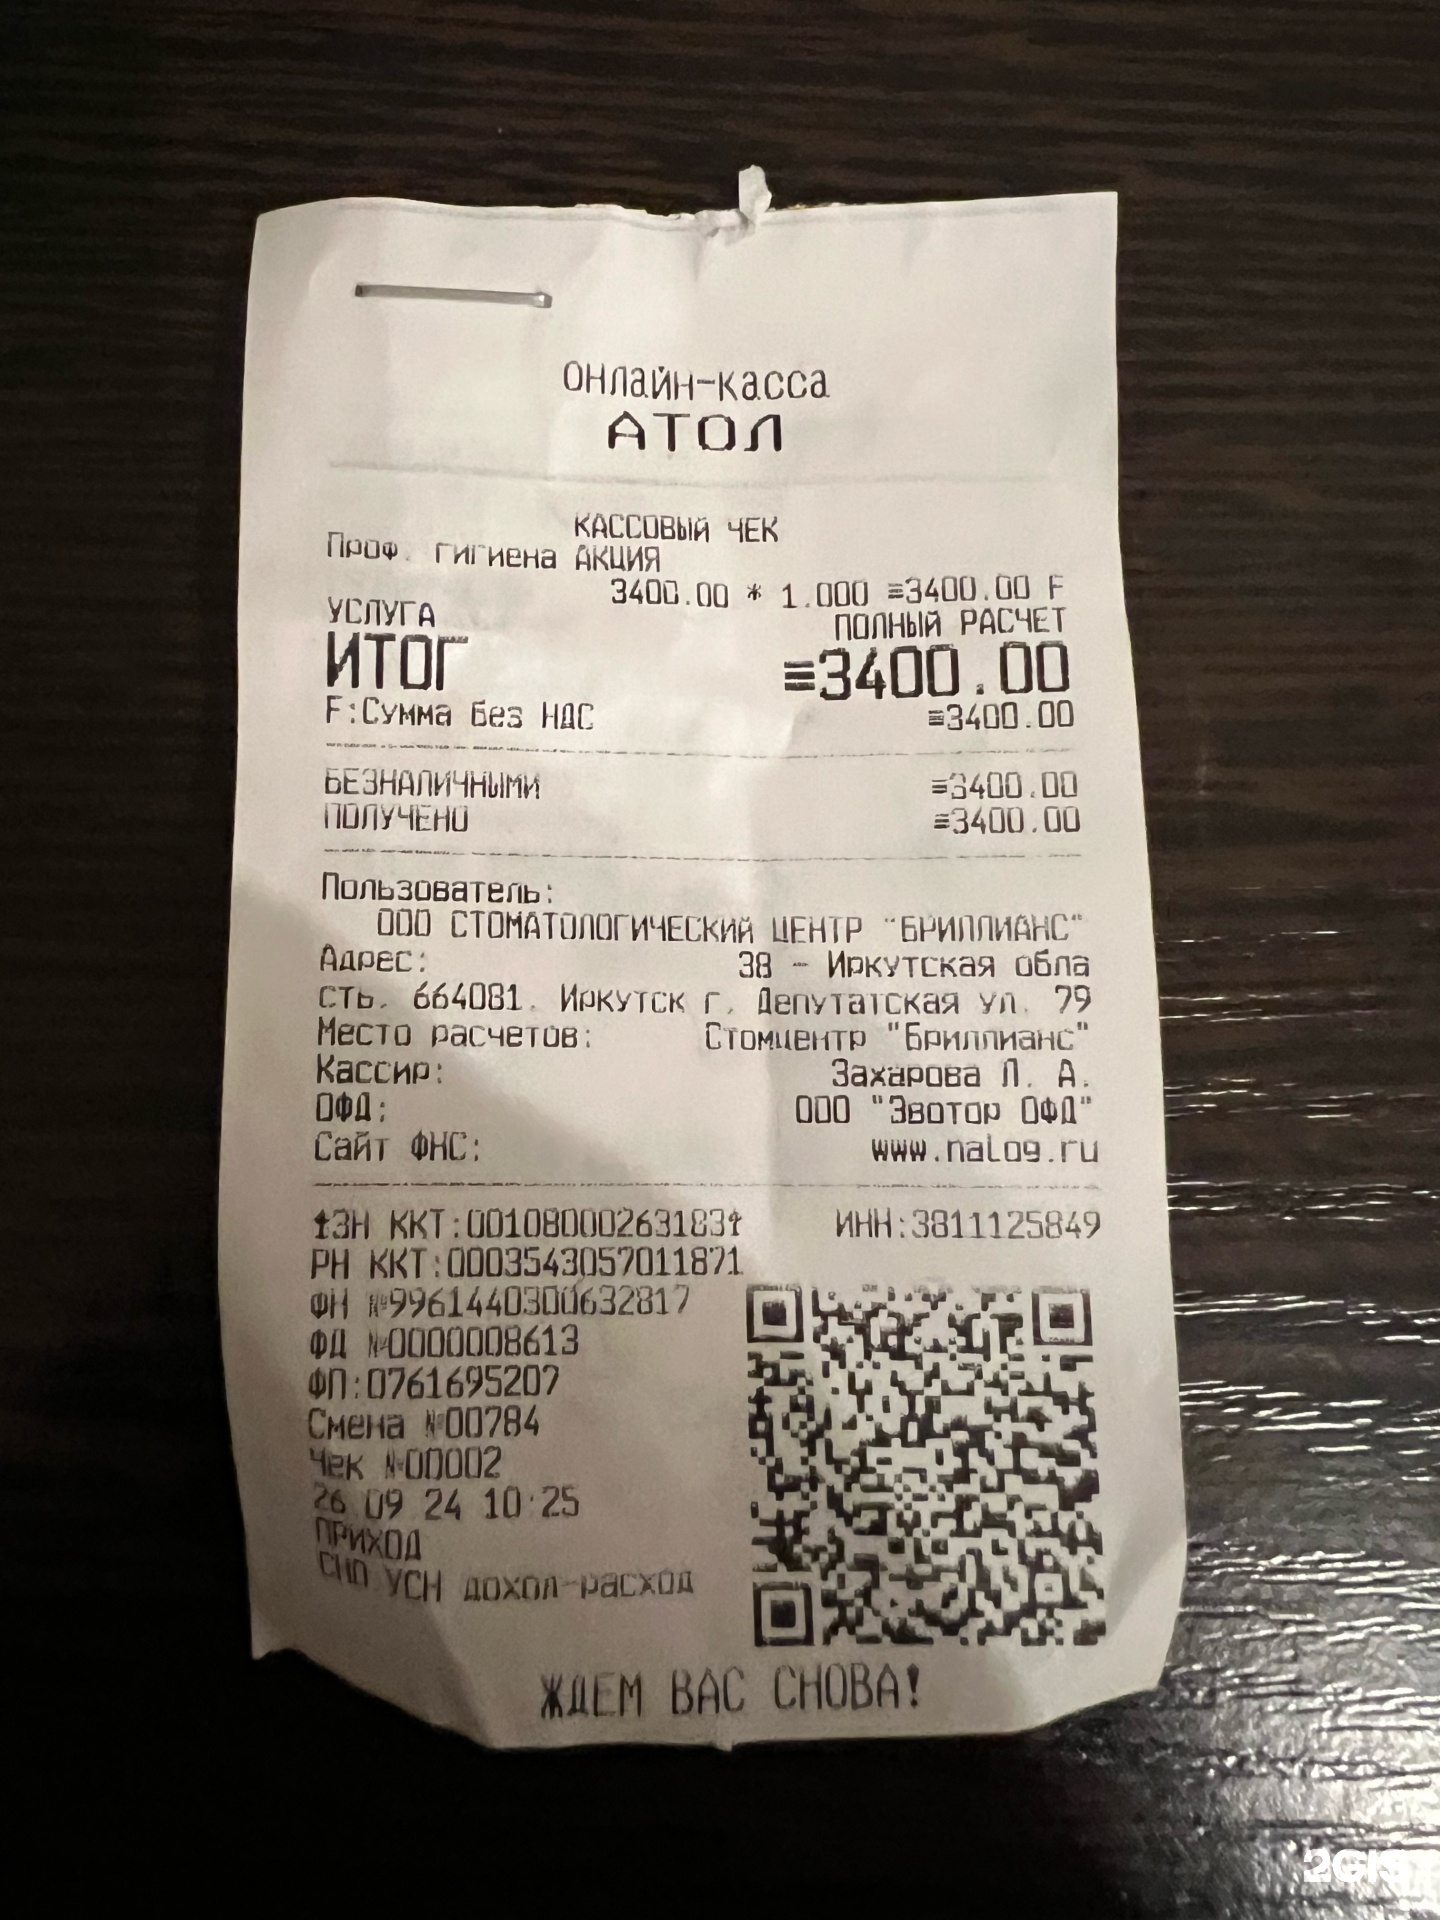 ОНЛАЙН-КАССА
АТОЛ
КАССОВЫЙ ЧЕК
Проф. гигиена АКЦИЯ
3400.00 * 1.000 ≡3400.00 F
УСЛУГА ПОЛНЫЙ РАСЧЕТ
ИТОГ ≡3400.00
F:Сумма без НДС ≡3400.00
БЕЗНАЛИЧНЫМИ ≡3400.00
ПОЛУЧЕНО ≡3400.00
Пользователь:
ООО СТОМАТОЛОГИЧЕСКИЙ ЦЕНТР "БРИЛЛИАНС"
Адрес: 38 - Иркутская обла
сть, 664081, Иркутск г, Депутатская ул, 79
Место расчетов: Стомцентр "Бриллианс"
Кассир: Захарова Л. А.
ОФД: ООО "Эвотор ОФД"
Сайт ФНС: www.nalog.ru
ЗН ККТ:00108000263183 ИНН:3811125849
РН ККТ:0003543057011871
ФН №9961440300632817
ФД №0000008613
ФП:0761695207
Смена №00784
Чек №00002
26.09.24 10:25
ПРИХОД
СНО УСН доход-расход
ЖДЕМ ВАС СНОВА!
2GIS